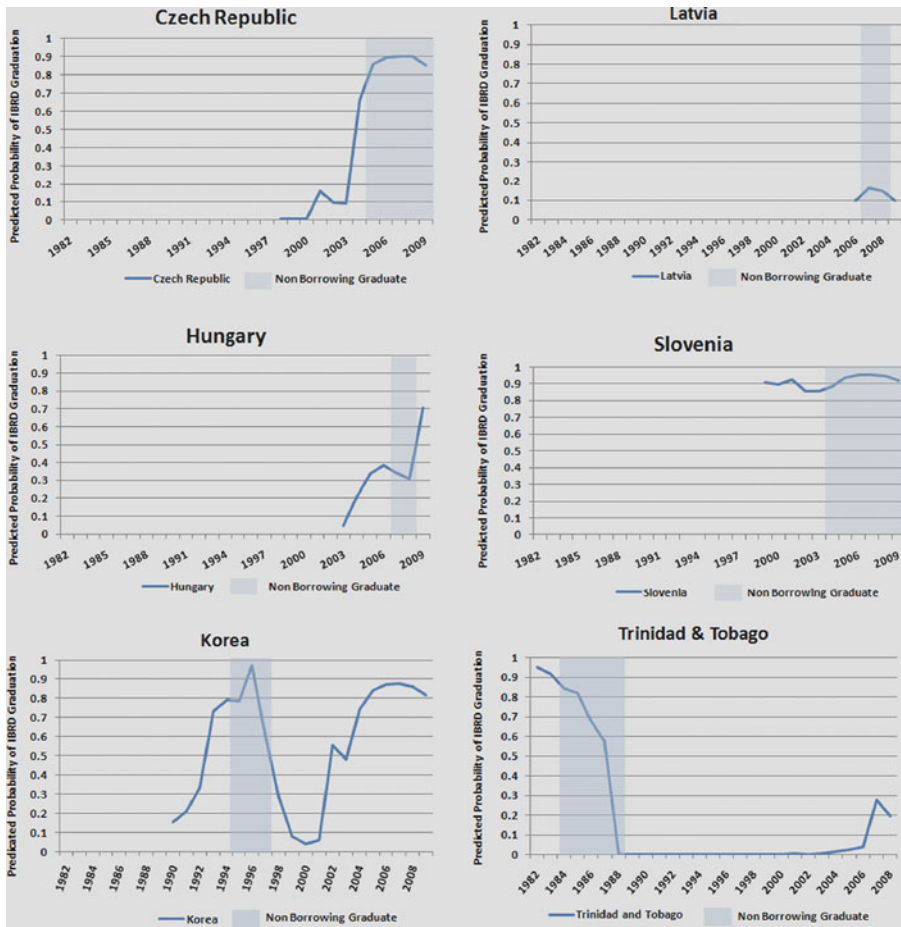 Czech Republic
Predicted Probability of IBRD Graduation
1
0.9
0.8
0.7
0.6
0.5
0.4
0.3
0.2
0.1
0
1982 1985 1988 1991 1994 1997 2000 2003 2006 2009
Czech Republic Non Borrowing Graduate
Latvia
Predicted Probability of IBRD Graduation
1
0.9
0.8
0.7
0.6
0.5
0.4
0.3
0.2
0.1
0
1982 1984 1986 1988 1990 1992 1994 1996 1998 2000 2002 2004 2006 2008
Latvia Non Borrowing Graduate
Hungary
Predicted Probability of IBRD Graduation
1
0.9
0.8
0.7
0.6
0.5
0.4
0.3
0.2
0.1
0
1982 1985 1988 1991 1994 1997 2000 2003 2006 2009
Hungary Non Borrowing Graduate
Slovenia
Predicted Probability of IBRD Graduation
1
0.9
0.8
0.7
0.6
0.5
0.4
0.3
0.2
0.1
0
1982 1985 1988 1991 1994 1997 2000 2003 2006 2009
Slovenia Non Borrowing Graduate
Korea
Predicated Probability of IBRD Graduation
1
0.9
0.8
0.7
0.6
0.5
0.4
0.3
0.2
0.1
0
1982 1984 1986 1988 1990 1992 1994 1996 1998 2000 2002 2004 2006 2008
Korea Non Borrowing Graduate
Trinidad & Tobago
Predicted Probability of IBRD Graduation
1
0.9
0.8
0.7
0.6
0.5
0.4
0.3
0.2
0.1
0
1982 1984 1986 1988 1990 1992 1994 1996 1998 2000 2002 2004 2006 2008
Trinidad and Tobago Non Borrowing Graduate